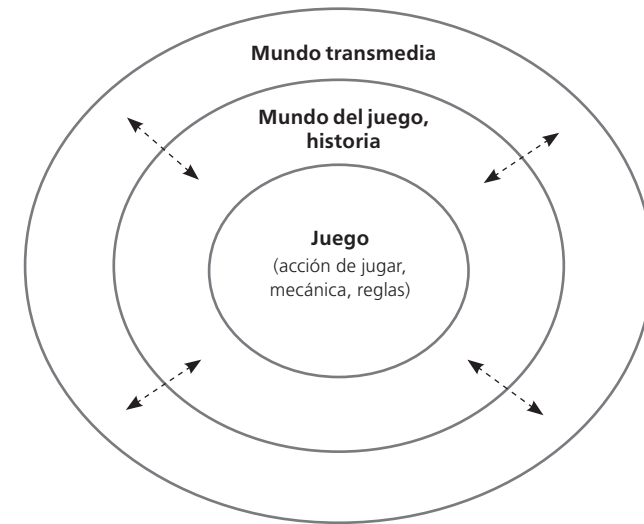 Mundo transmedia
Mundo del juego,
historia
Juego
(acción de jugar,
mecánica, reglas)